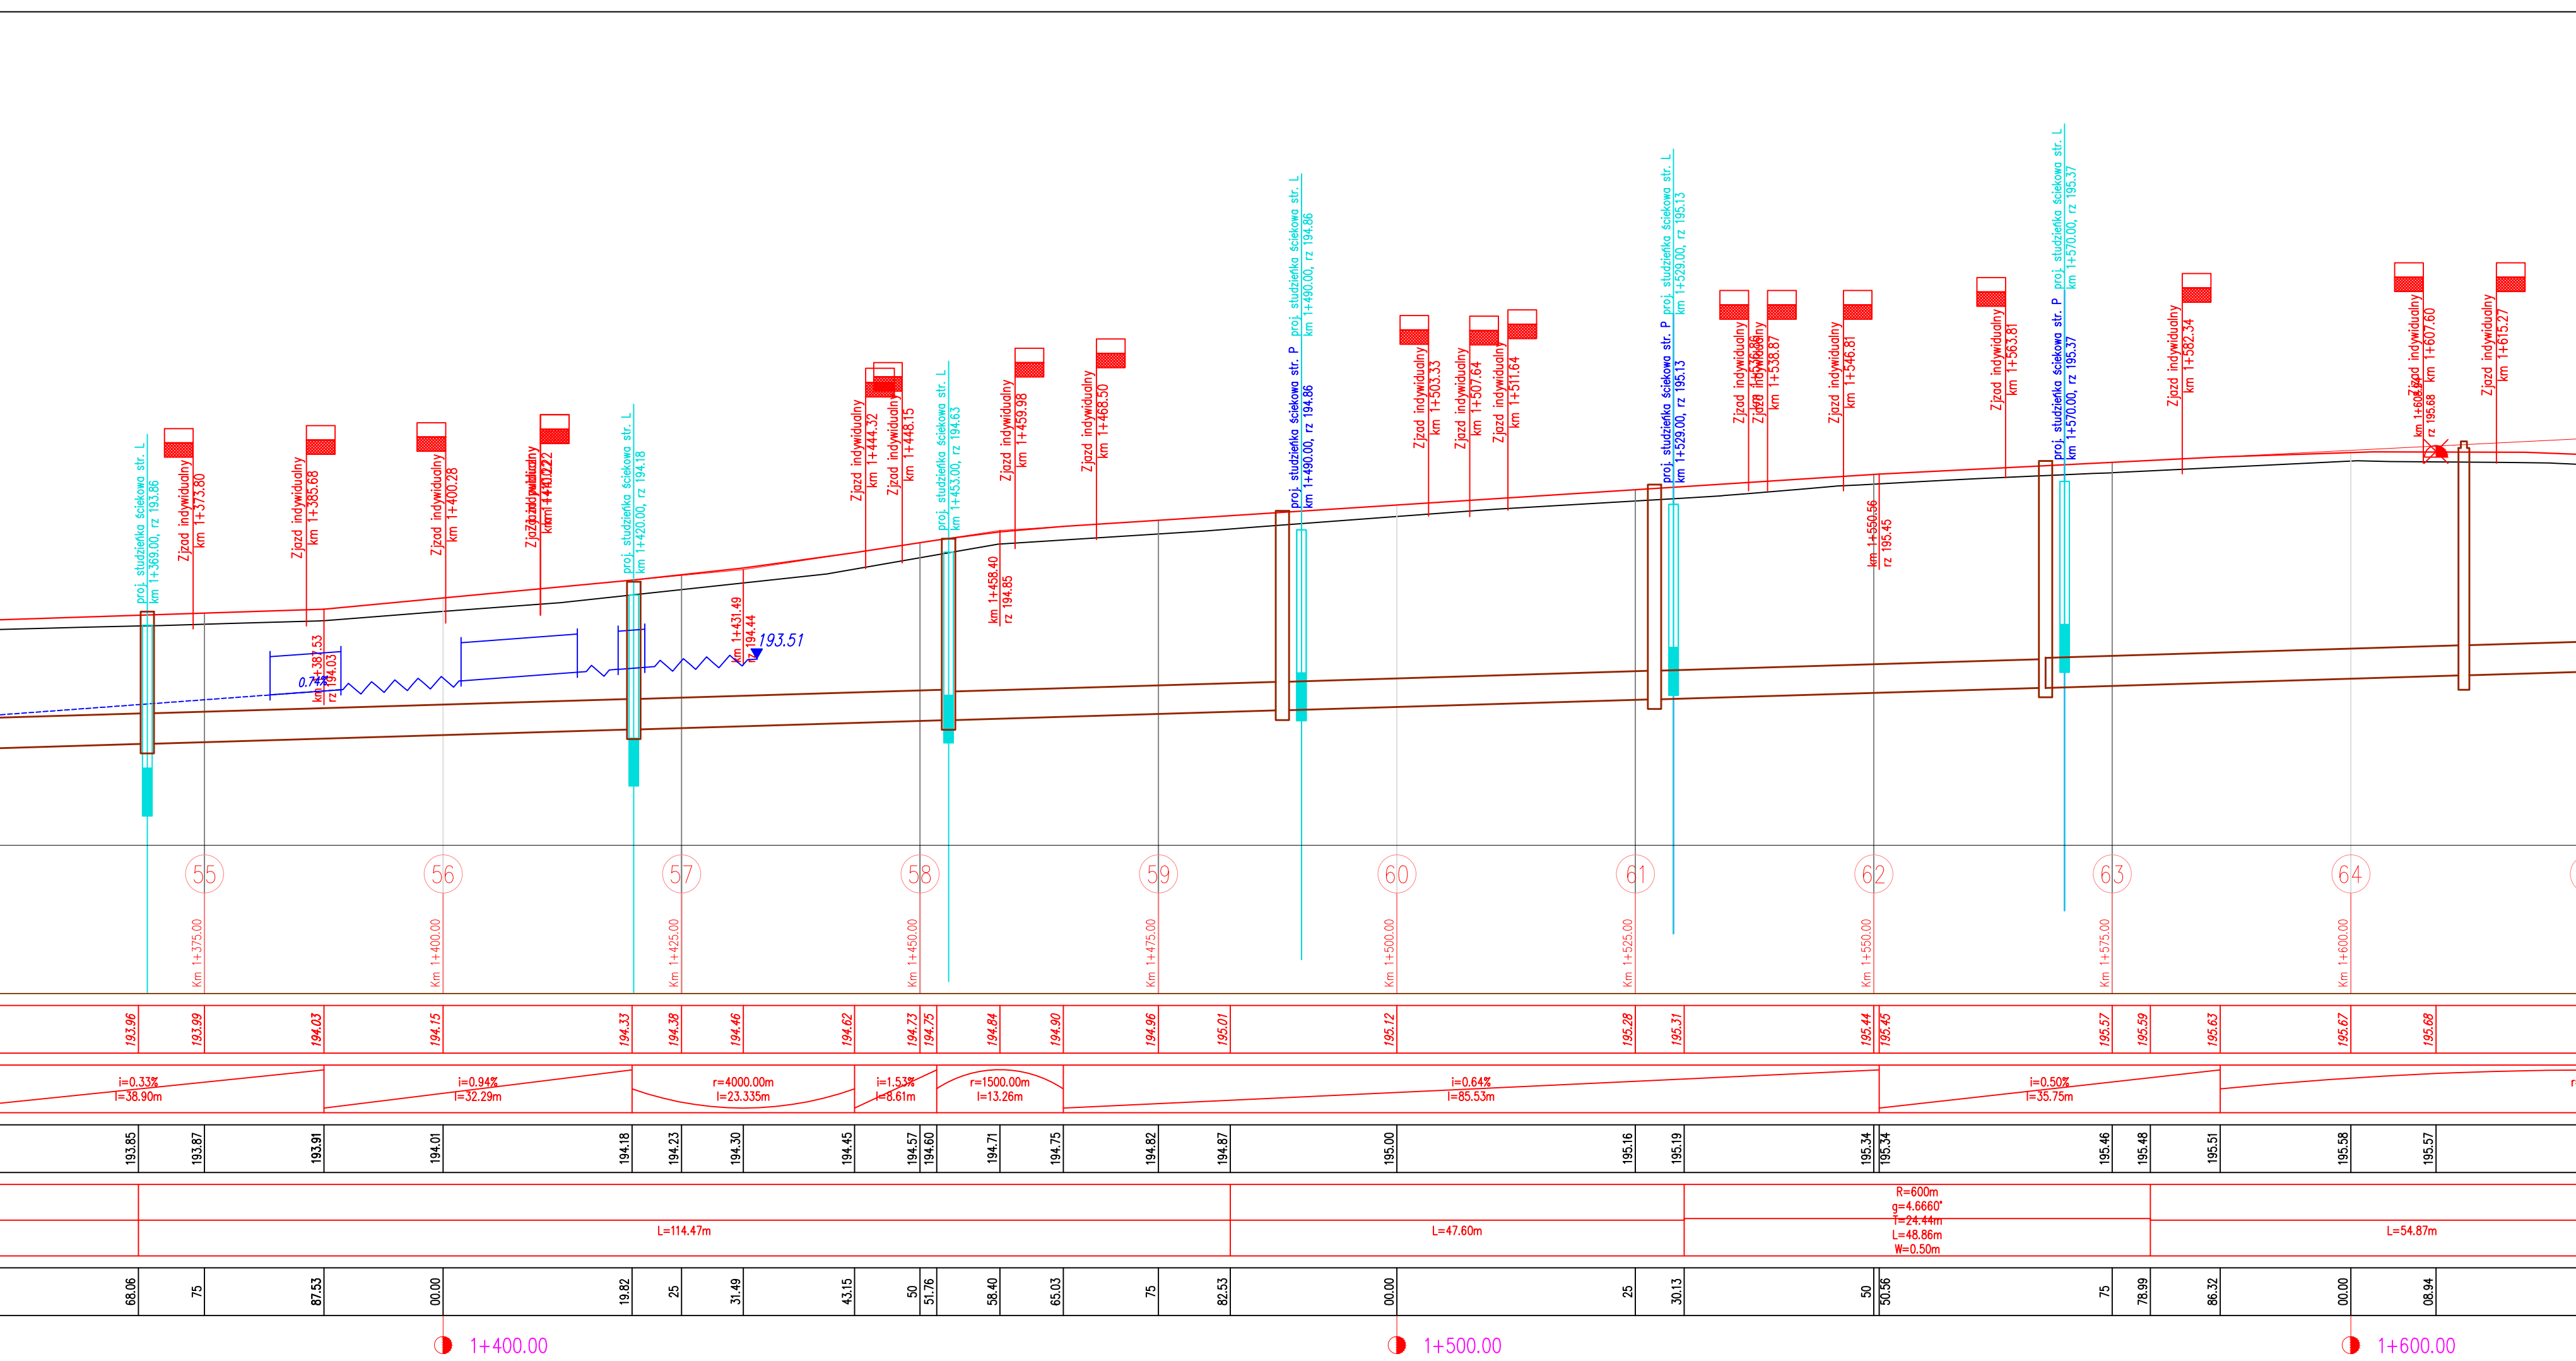 proj. studzieńka ściekowa str. L
km 1+369.00, rz 193.86
Zjazd indywidualny
km 1+373.80
Zjazd indywidualny
km 1+385.68
km 1+387.53
rz 194.03
0.74%
Zjazd indywidualny
km 1+400.28
proj. studzieńka ściekowa str. L
km 1+420.00, rz 194.18
km 1+431.49
rz 194.44
193.51
Zjazd indywidualny
km 1+444.32
Zjazd indywidualny
km 1+448.15
proj. studzieńka ściekowa str. L
km 1+453.00, rz 194.63
km 1+458.40
rz 194.85
Zjazd indywidualny
km 1+459.98
Zjazd indywidualny
km 1+468.50
proj. studzieńka ściekowa str. L
km 1+490.00, rz 194.86
proj. studzieńka ściekowa str. P
km 1+490.00, rz 194.86
Zjazd indywidualny
km 1+503.33
Zjazd indywidualny
km 1+507.64
Zjazd indywidualny
km 1+511.64
proj. studzieńka ściekowa str. L
km 1+529.00, rz 195.13
proj. studzieńka ściekowa str. P
km 1+529.00, rz 195.13
Zjazd indywidualny
Zjazd indywidualny
km 1+538.87
Zjazd indywidualny
km 1+546.81
km 1+550.56
rz 195.45
Zjazd indywidualny
km 1+563.81
proj. studzieńka ściekowa str. L
km 1+570.00, rz 195.37
proj. studzieńka ściekowa str. P
km 1+570.00, rz 195.37
Zjazd indywidualny
km 1+582.34
Zjazd indywidualny
km 1+607.60
km 1+608.94
rz 195.68
Zjazd indywidualny
km 1+615.27
55 56 57 58 59 60 61 62 63 64
Km 1+375.00 Km 1+400.00 Km 1+425.00 Km 1+450.00 Km 1+475.00 Km 1+500.00 Km 1+525.00 Km 1+550.00 Km 1+575.00 Km 1+600.00
193.96 193.99 194.03 194.15 194.33 194.38 194.46 194.62 194.73 194.75 194.84 194.90 194.96 195.01 195.12 195.28 195.31 195.44 195.45 195.57 195.59 195.63 195.67 195.68
i=0.33% i=0.94% r=4000.00m i=1.53% r=1500.00m i=0.64% i=0.50%
l=38.90m l=32.29m l=23.335m l=8.61m l=13.26m l=85.53m l=35.75m
193.85 193.87 193.91 194.01 194.18 194.23 194.30 194.45 194.57 194.60 194.71 194.75 194.82 194.87 195.00 195.16 195.19 195.34 195.34 195.46 195.48 195.51 195.58 195.57
L=114.47m L=47.60m
R=600m
g=4.6660°
T=24.44m
L=48.86m
W=0.50m
L=54.87m
68.06 75 87.53 00.00 19.82 25 31.49 43.15 50 51.76 58.40 65.03 75 82.53 00.00 25 30.13 50 50.56 75 78.99 86.32 00.00 08.94
1+400.00 1+500.00 1+600.00